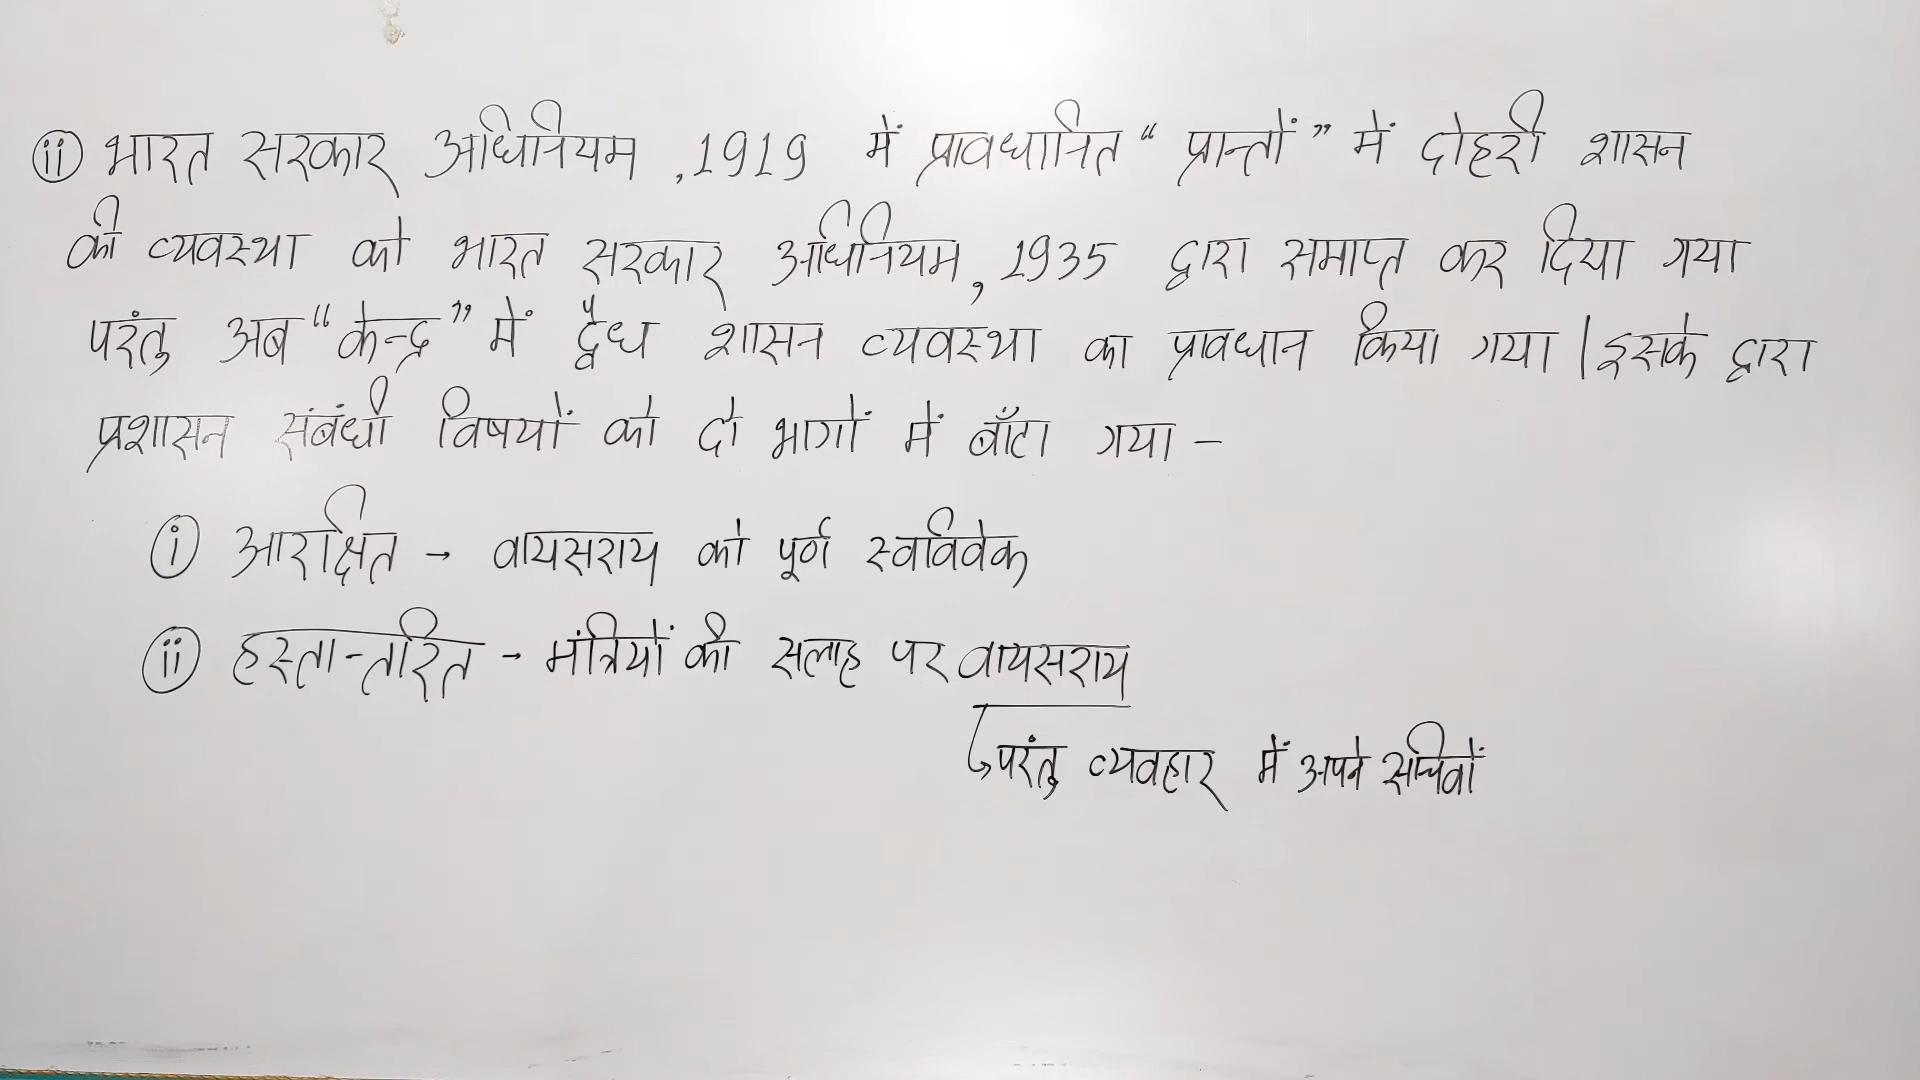 (ii) भारत सरकार अधिनियम, 1919 में प्रावधानित "प्रान्तों" में दोहरी शासन
की व्यवस्था को भारत सरकार अधिनियम, 1935 द्वारा समाप्त कर दिया गया
परंतु अब "केन्द्र" में द्वैध शासन व्यवस्था का प्रावधान किया गया | इसके द्वारा
प्रशासन संबंधी विषयों को दो भागों में बाँटा गया -
(i) आरक्षित → वायसराय को पूर्ण स्वविवेक
(ii) हस्तान्तरित → मंत्रियों की सलाह पर वायसराय
↳ परंतु व्यवहार में अपने सचिवों